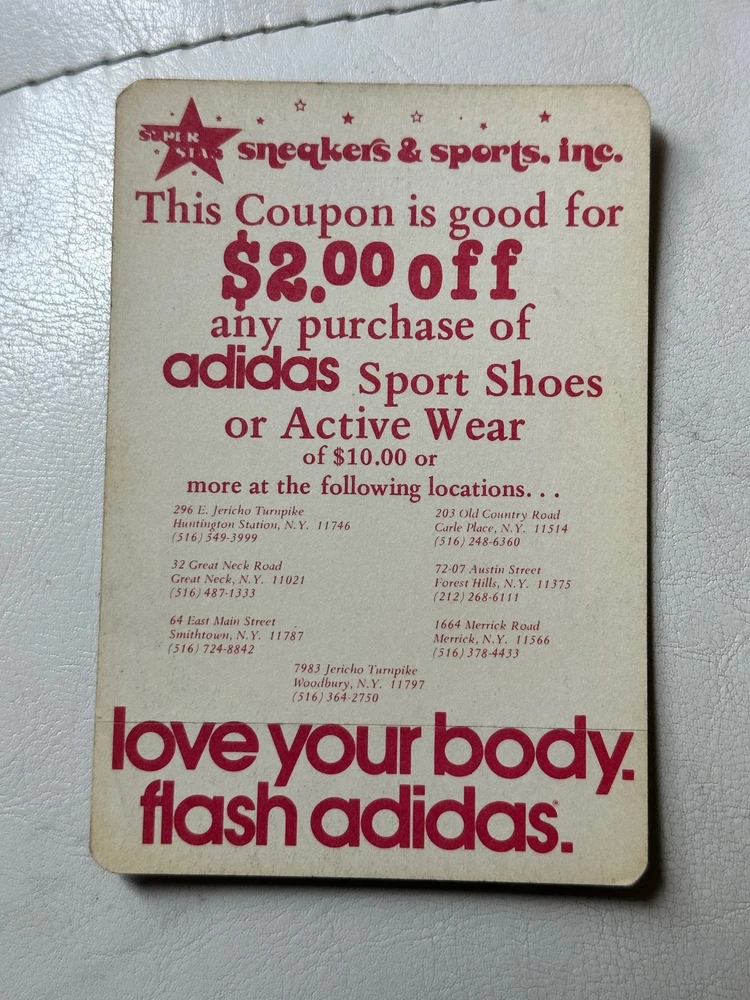 SUPER
STAR
sneakers & sports, inc.
This Coupon is good for
$2.00 off
any purchase of
adidas Sport Shoes
or Active Wear
of $10.00 or
more at the following locations. . .
296 E. Jericho Turnpike
Huntington Station, N.Y. 11746
(516) 549-3999
203 Old Country Road
Carle Place, N.Y. 11514
(516) 248-6360
32 Great Neck Road
Great Neck, N.Y. 11021
(516) 487-1333
72-07 Austin Street
Forest Hills, N.Y. 11375
(212) 268-6111
64 East Main Street
Smithtown, N.Y. 11787
(516) 724-8842
1664 Merrick Road
Merrick, N.Y. 11566
(516) 378-4433
7983 Jericho Turnpike
Woodbury, N.Y. 11797
(516) 364-2750
love your body.
flash adidas.